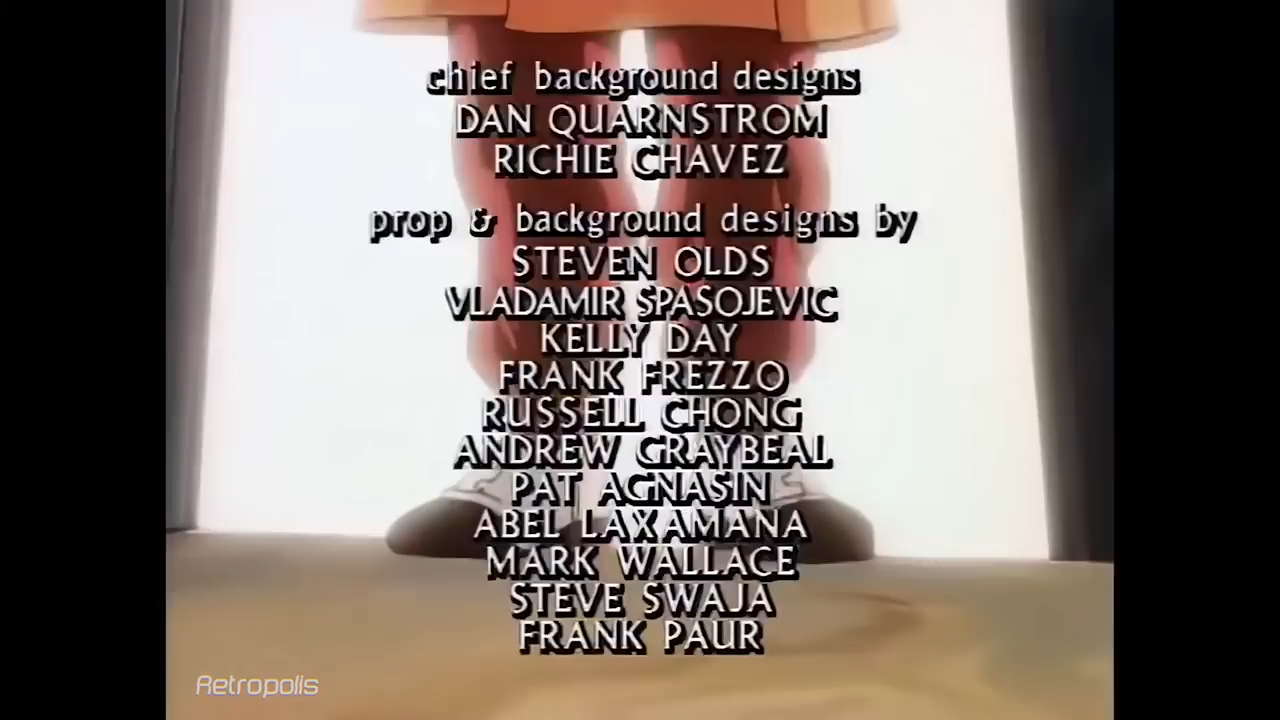 chief background designs
DAN QUARNSTROM
RICHIE CHAVEZ
prop & background designs by
STEVEN OLDS
VLADAMIR SPASOJEVIC
KELLY DAY
FRANK FREZZO
RUSSELL CHONG
ANDREW GRAYBEAL
PAT AGNASIN
ABEL LAXAMANA
MARK WALLACE
STEVE SWAJA
FRANK PAUR
Retropolis